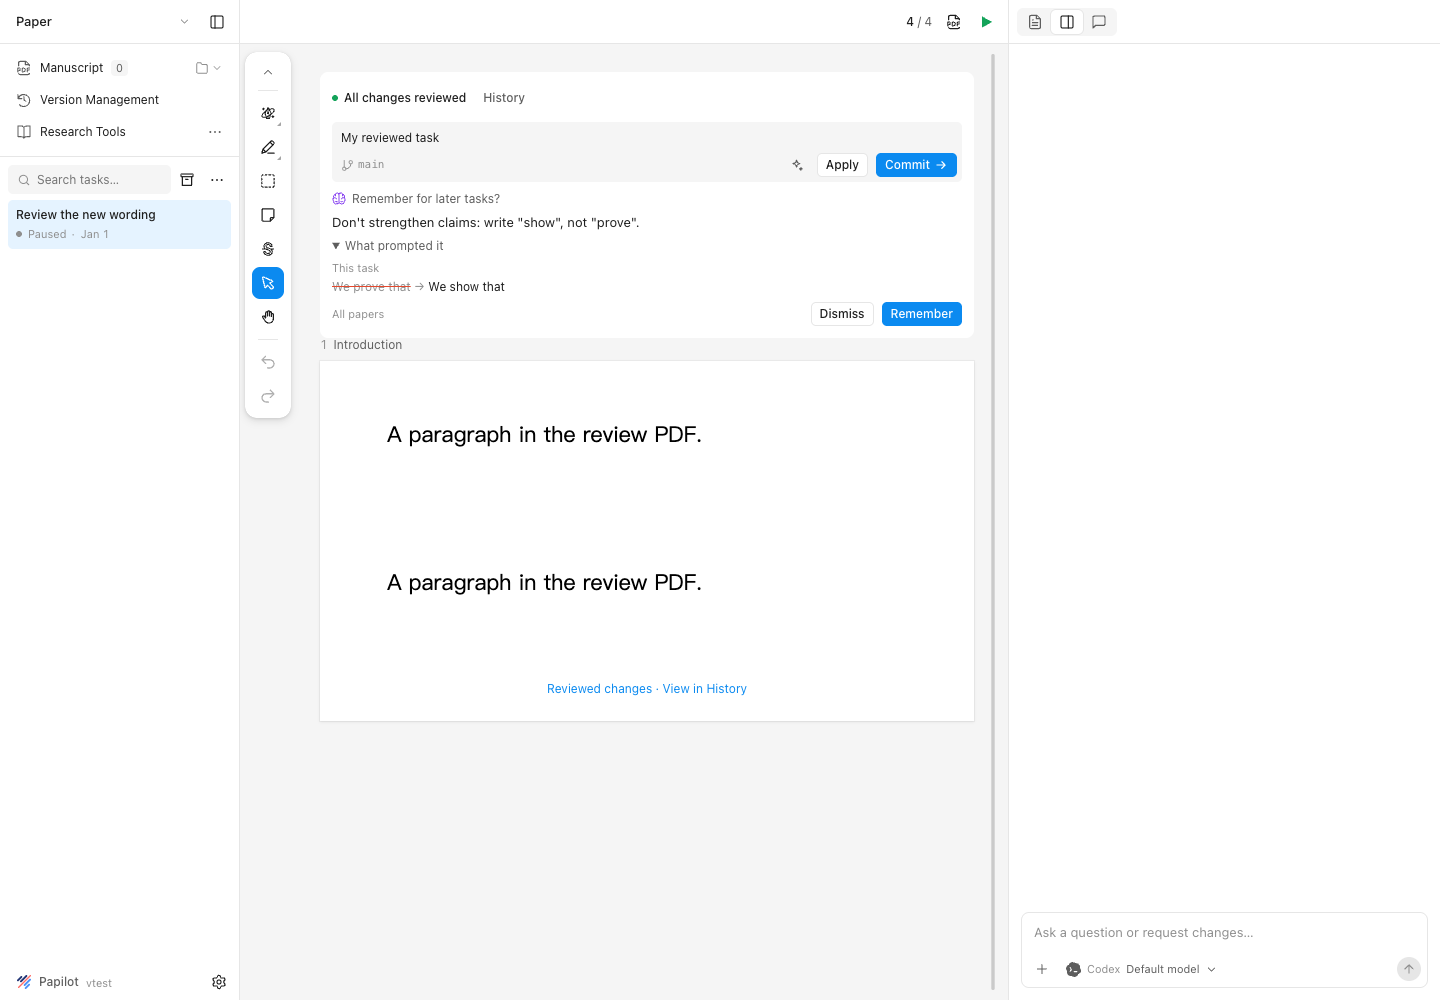 Paper
4 / 4
Manuscript 0
Version Management
Research Tools
Search tasks...
Review the new wording
Paused · Jan 1
All changes reviewed History
My reviewed task
main
Apply
Commit →
Remember for later tasks?
Don't strengthen claims: write "show", not "prove".
▼ What prompted it
This task
We prove that → We show that
All papers
Dismiss
Remember
1 Introduction
A paragraph in the review PDF.
A paragraph in the review PDF.
Reviewed changes · View in History
Ask a question or request changes...
Codex Default model
Papilot vtest